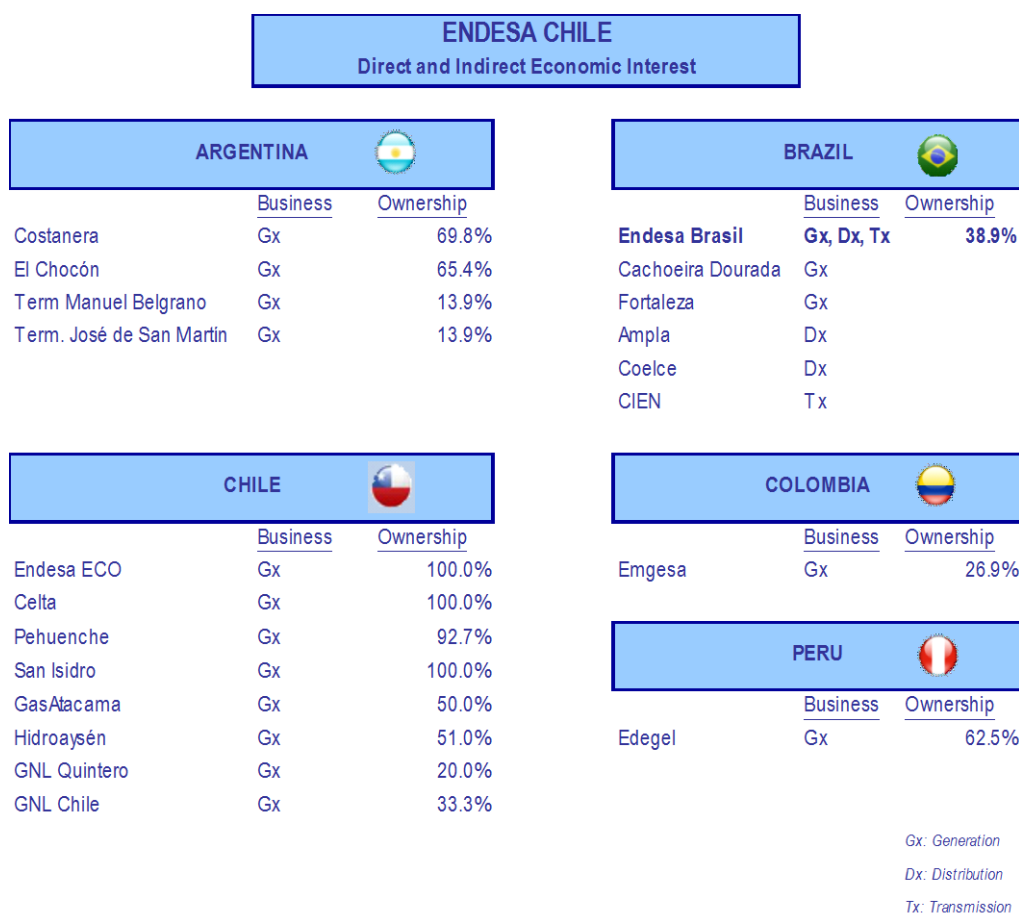 ENDESA CHILE
Direct and Indirect Economic Interest
ARGENTINA
Business Ownership
Costanera Gx 69.8%
El Chocón Gx 65.4%
Term Manuel Belgrano Gx 13.9%
Term. José de San Martín Gx 13.9%
BRAZIL
Business Ownership
Endesa Brasil Gx, Dx, Tx 38.9%
Cachoeira Dourada Gx
Fortaleza Gx
Ampla Dx
Coelce Dx
CIEN Tx
CHILE
Business Ownership
Endesa ECO Gx 100.0%
Celta Gx 100.0%
Pehuenche Gx 92.7%
San Isidro Gx 100.0%
GasAtacama Gx 50.0%
Hidroaysén Gx 51.0%
GNL Quintero Gx 20.0%
GNL Chile Gx 33.3%
COLOMBIA
Business Ownership
Emgesa Gx 26.9%
PERU
Business Ownership
Edegel Gx 62.5%
Gx: Generation
Dx: Distribution
Tx: Transmission